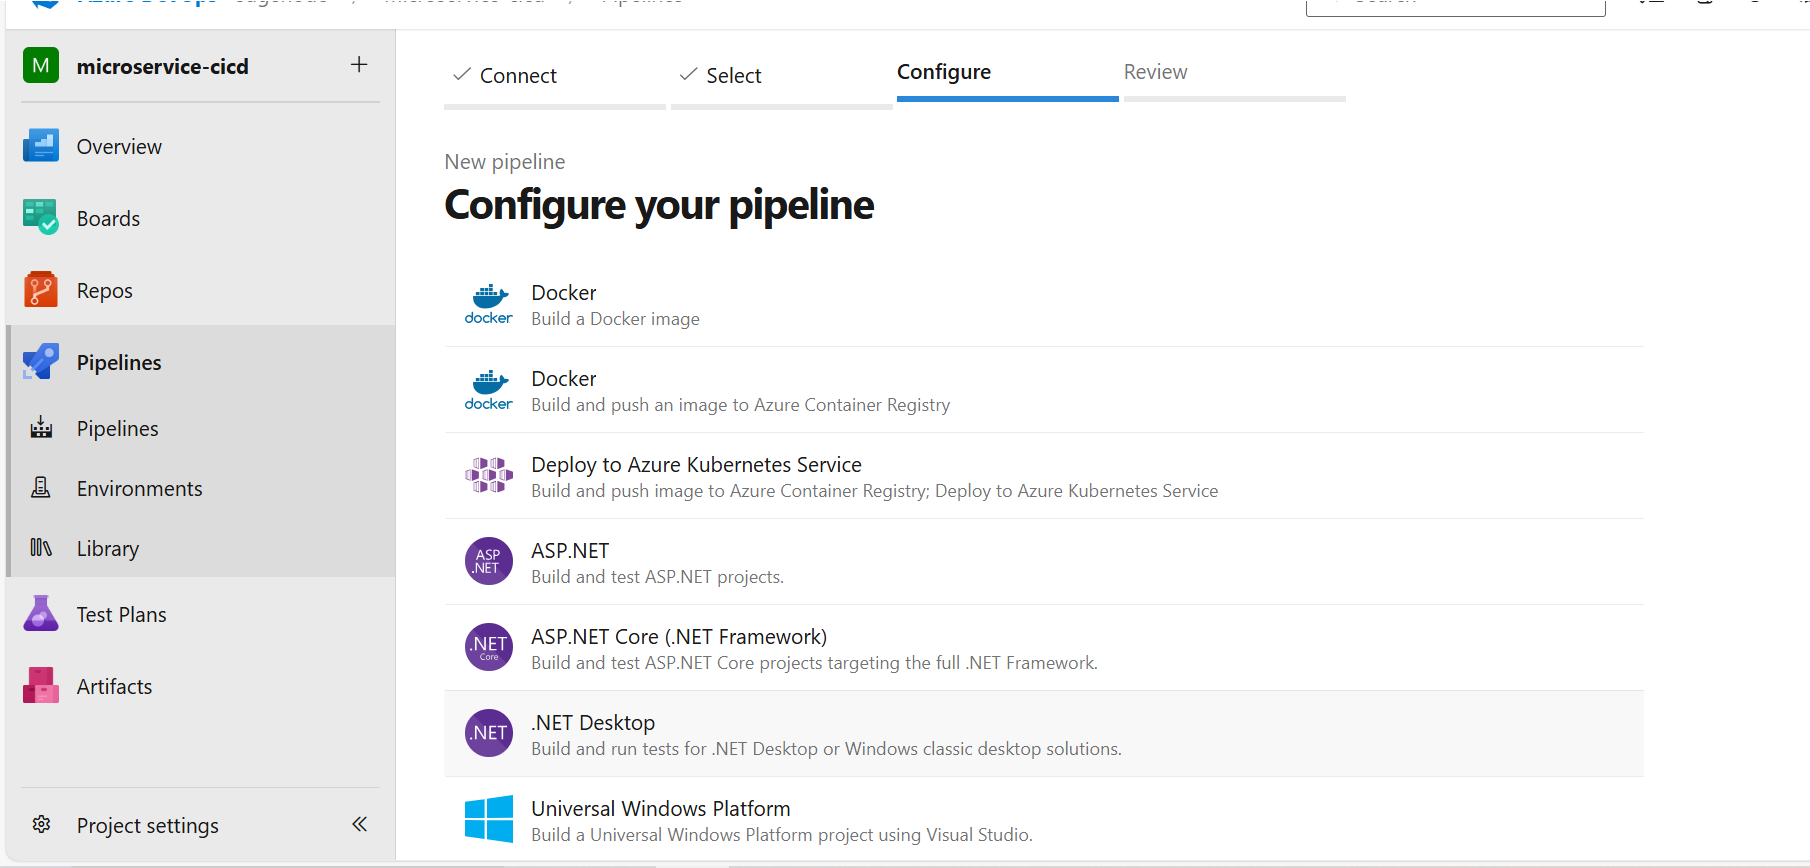 microservice-cicd
Connect
Select
Configure
Review
M
microservice-cicd
Overview
Boards
Repos
Pipelines
Pipelines
Environments
Library
Test Plans
Artifacts
Project settings
New pipeline
Configure your pipeline
docker
Docker
Build a Docker image
docker
Docker
Build and push an image to Azure Container Registry
Deploy to Azure Kubernetes Service
Build and push image to Azure Container Registry; Deploy to Azure Kubernetes Service
ASP
.NET
ASP.NET
Build and test ASP.NET projects.
.NET
Core
ASP.NET Core (.NET Framework)
Build and test ASP.NET Core projects targeting the full .NET Framework.
.NET
.NET Desktop
Build and run tests for .NET Desktop or Windows classic desktop solutions.
Universal Windows Platform
Build a Universal Windows Platform project using Visual Studio.